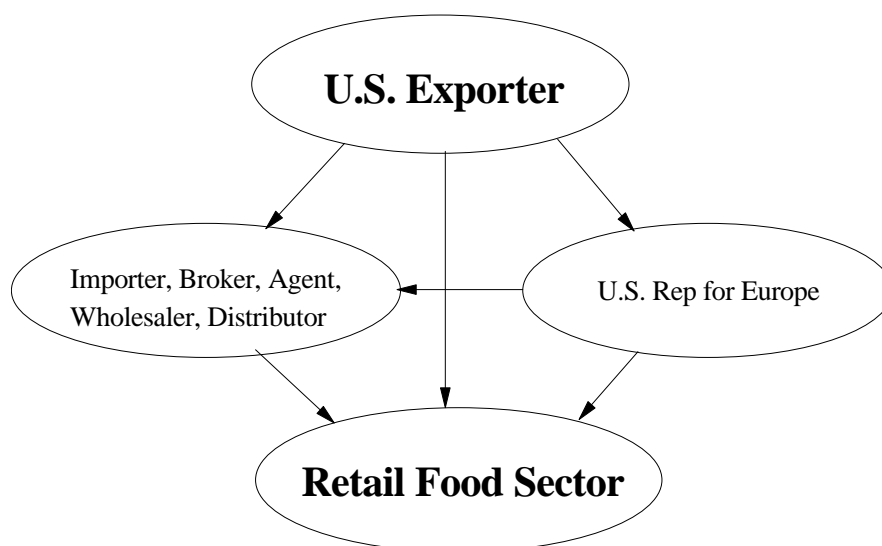 U.S. Exporter
Importer, Broker, Agent,
Wholesaler, Distributor
U.S. Rep for Europe
Retail Food Sector